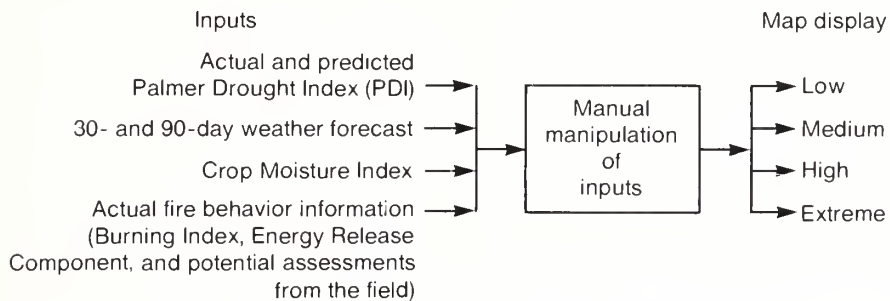 Inputs
Map display
Actual and predicted
Palmer Drought Index (PDI)
30- and 90-day weather forecast
Crop Moisture Index
Actual fire behavior information
(Burning Index, Energy Release
Component, and potential assessments
from the field)
Manual
manipulation
of
inputs
Low
Medium
High
Extreme